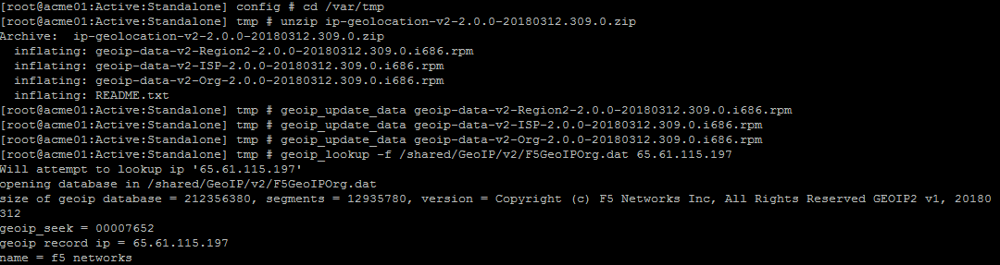 [root@acme01:Active:Standalone] config # cd /var/tmp
[root@acme01:Active:Standalone] tmp # unzip ip-geolocation-v2-2.0.0-20180312.309.0.zip
Archive:  ip-geolocation-v2-2.0.0-20180312.309.0.zip
  inflating: geoip-data-v2-Region2-2.0.0-20180312.309.0.i686.rpm
  inflating: geoip-data-v2-ISP-2.0.0-20180312.309.0.i686.rpm
  inflating: geoip-data-v2-Org-2.0.0-20180312.309.0.i686.rpm
  inflating: README.txt
[root@acme01:Active:Standalone] tmp # geoip_update_data geoip-data-v2-Region2-2.0.0-20180312.309.0.i686.rpm
[root@acme01:Active:Standalone] tmp # geoip_update_data geoip-data-v2-ISP-2.0.0-20180312.309.0.i686.rpm
[root@acme01:Active:Standalone] tmp # geoip_update_data geoip-data-v2-Org-2.0.0-20180312.309.0.i686.rpm
[root@acme01:Active:Standalone] tmp # geoip_lookup -f /shared/GeoIP/v2/F5GeoIPOrg.dat 65.61.115.197
Will attempt to lookup ip '65.61.115.197'
opening database in /shared/GeoIP/v2/F5GeoIPOrg.dat
size of geoip database = 212356380, segments = 12935780, version = Copyright (c) F5 Networks Inc, All Rights Reserved GEOIP2 v1, 20180
312
geoip_seek = 00007652
geoip record ip = 65.61.115.197
name = f5 networks